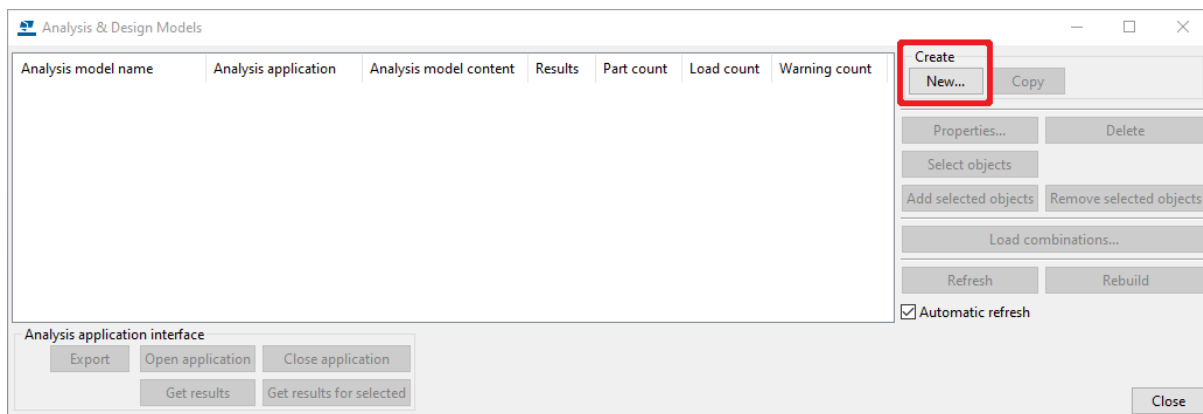 Analysis & Design Models
Analysis model name Analysis application Analysis model content Results Part count Load count Warning count
Create
New... Copy
Properties... Delete
Select objects
Add selected objects Remove selected objects
Load combinations...
Refresh Rebuild
Automatic refresh
Analysis application interface
Export Open application Close application
Get results Get results for selected
Close